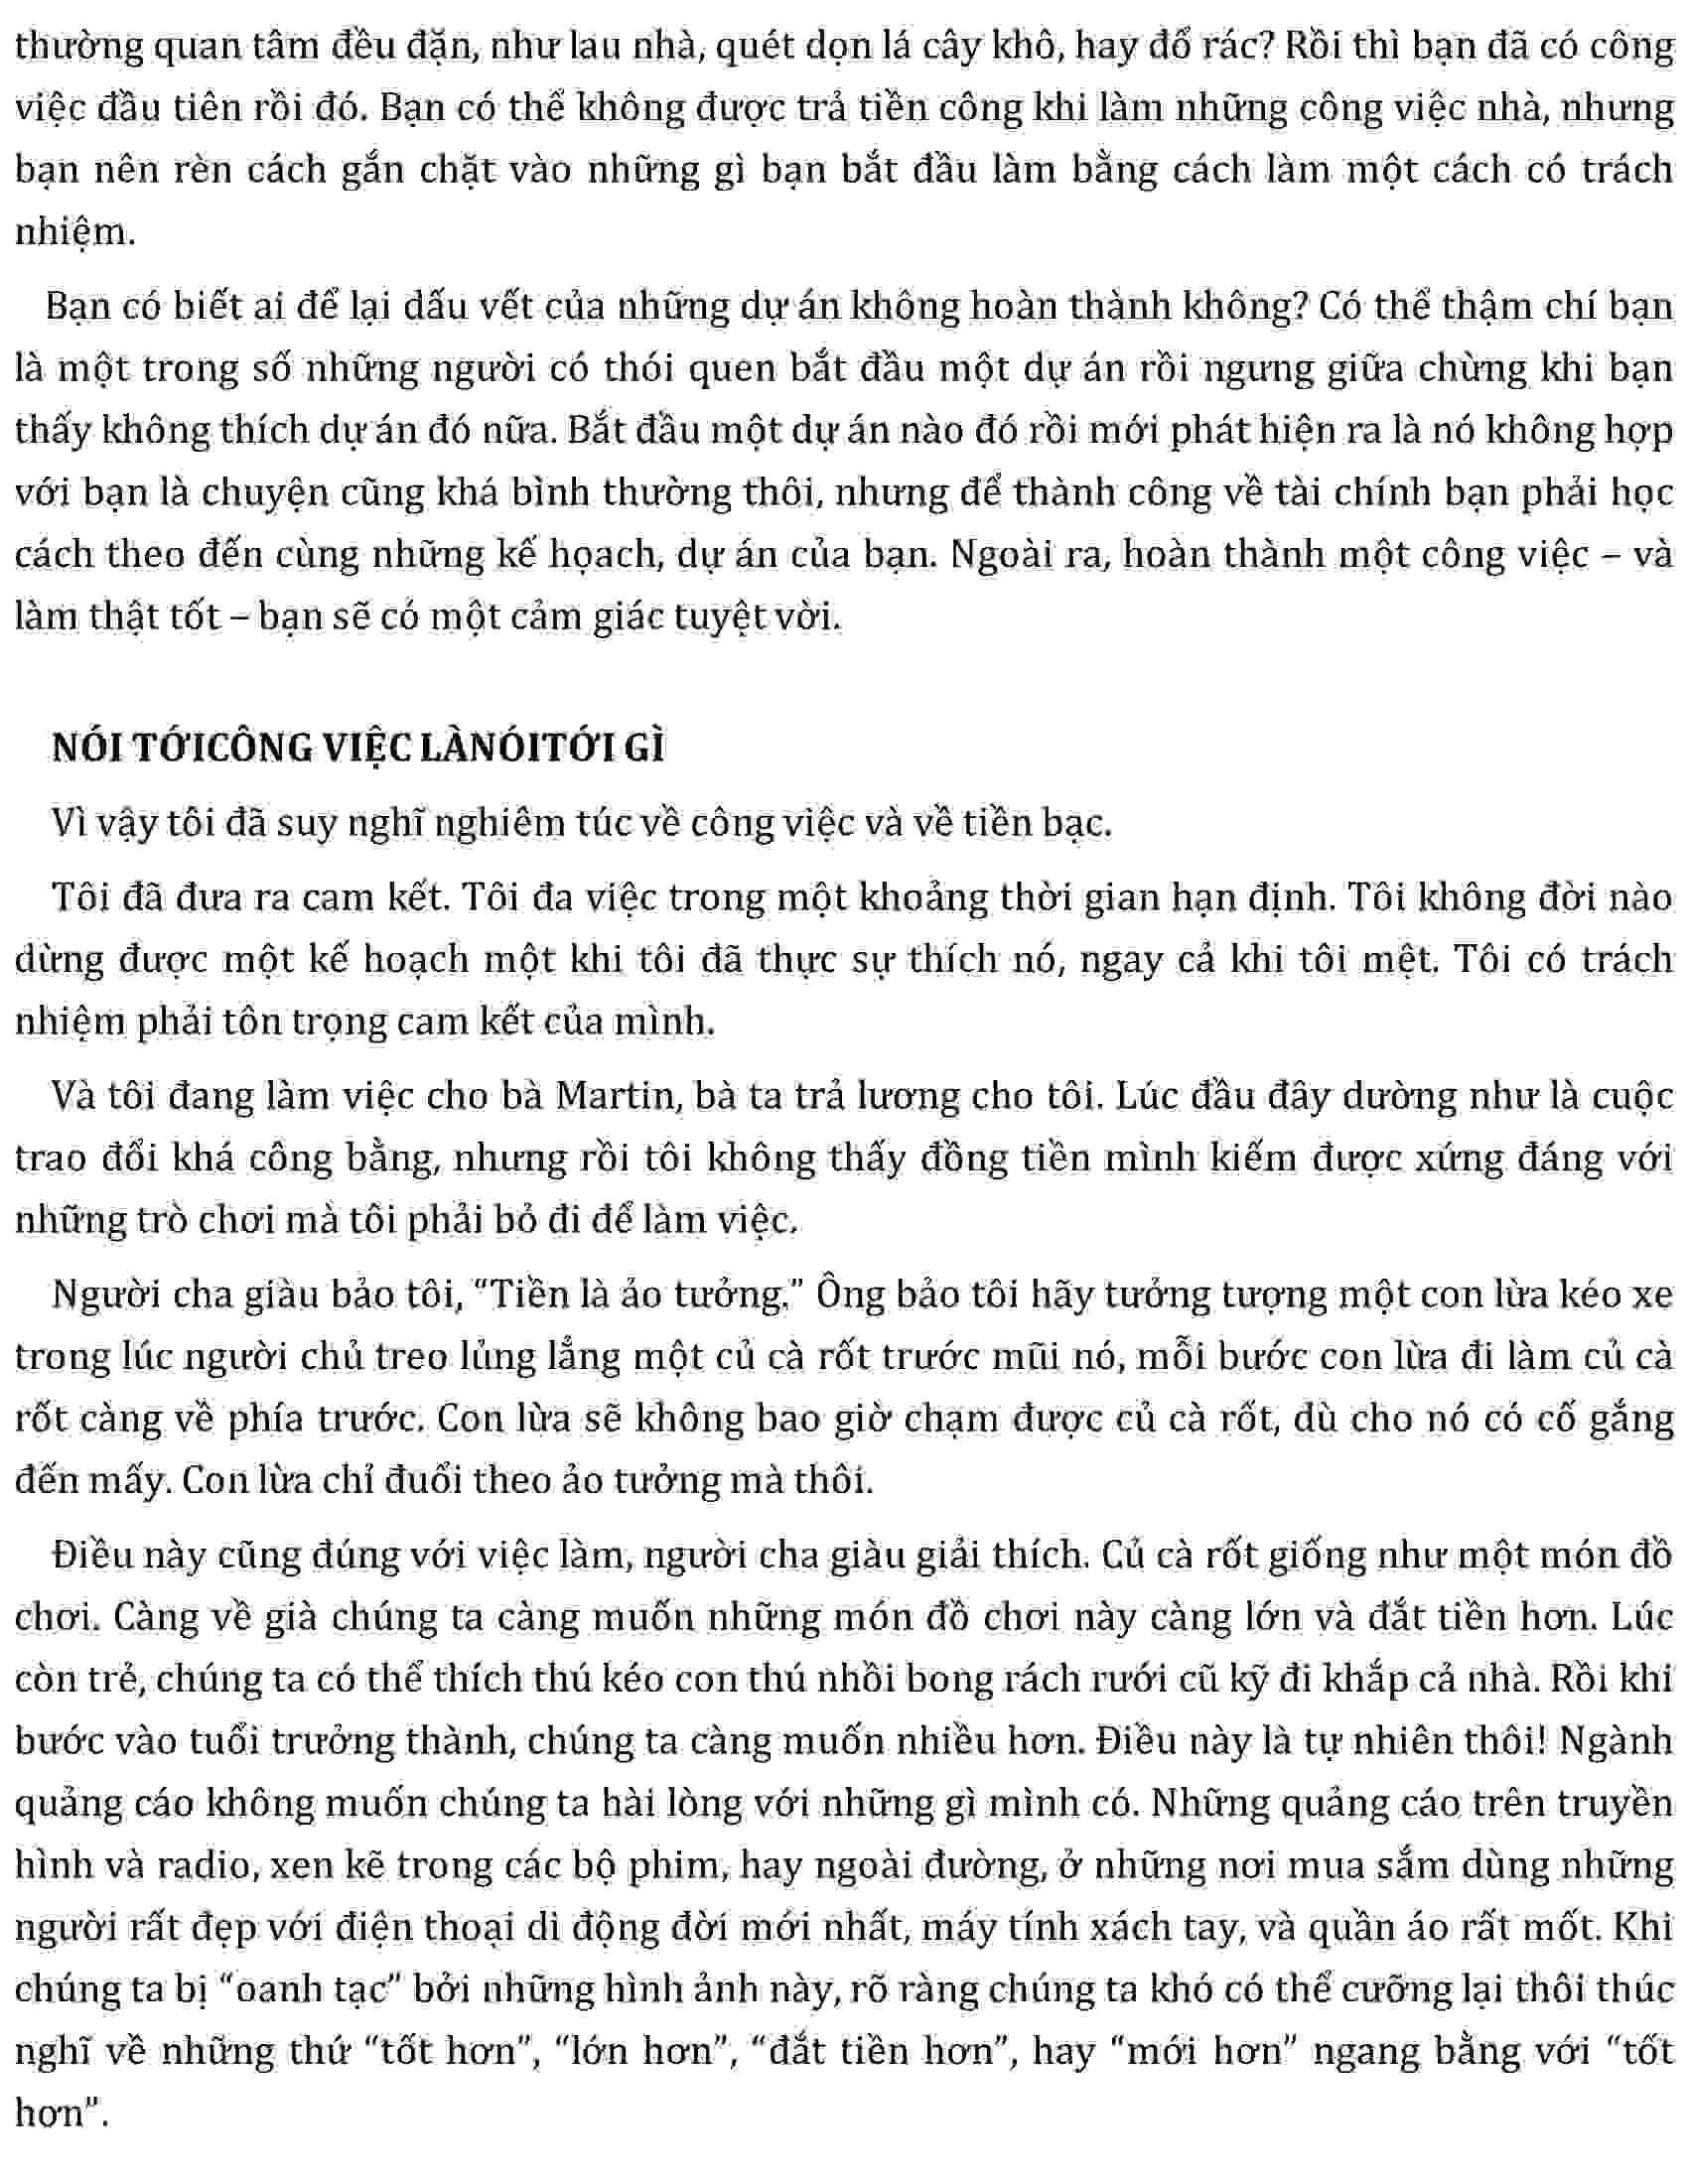 thường quan tâm đều đặn, như lau nhà, quét dọn lá cây khô, hay đổ rác? Rồi thì bạn đã có công
việc đầu tiên rồi đó. Bạn có thể không được trả tiền công khi làm những công việc nhà, nhưng
bạn nên rèn cách gắn chặt vào những gì bạn bắt đầu làm bằng cách làm một cách có trách
nhiệm.
Bạn có biết ai để lại dấu vết của những dự án không hoàn thành không? Có thể thậm chí bạn
là một trong số những người có thói quen bắt đầu một dự án rồi ngưng giữa chừng khi bạn
thấy không thích dự án đó nữa. Bắt đầu một dự án nào đó rồi mới phát hiện ra là nó không hợp
với bạn là chuyện cũng khá bình thường thôi, nhưng để thành công về tài chính bạn phải học
cách theo đến cùng những kế họach, dự án của bạn. Ngoài ra, hoàn thành một công việc – và
làm thật tốt – bạn sẽ có một cảm giác tuyệt vời.
NÓI TỚICÔNG VIỆC LÀNÓITỚI GÌ
Vì vậy tôi đã suy nghĩ nghiêm túc về công việc và về tiền bạc.
Tôi đã đưa ra cam kết. Tôi đa việc trong một khoảng thời gian hạn định. Tôi không đời nào
dừng được một kế hoạch một khi tôi đã thực sự thích nó, ngay cả khi tôi mệt. Tôi có trách
nhiệm phải tôn trọng cam kết của mình.
Và tôi đang làm việc cho bà Martin, bà ta trả lương cho tôi. Lúc đầu đây dường như là cuộc
trao đổi khá công bằng, nhưng rồi tôi không thấy đồng tiền mình kiếm được xứng đáng với
những trò chơi mà tôi phải bỏ đi để làm việc.
Người cha giàu bảo tôi, “Tiền là ảo tưởng.” Ông bảo tôi hãy tưởng tượng một con lừa kéo xe
trong lúc người chủ treo lủng lẳng một củ cà rốt trước mũi nó, mỗi bước con lừa đi làm củ cà
rốt càng về phía trước. Con lừa sẽ không bao giờ chạm được củ cà rốt, dù cho nó có cố gắng
đến mấy. Con lừa chỉ đuổi theo ảo tưởng mà thôi.
Điều này cũng đúng với việc làm, người cha giàu giải thích. Củ cà rốt giống như một món đồ
chơi. Càng về già chúng ta càng muốn những món đồ chơi này càng lớn và đắt tiền hơn. Lúc
còn trẻ, chúng ta có thể thích thú kéo con thú nhồi bong rách rưới cũ kỹ đi khắp cả nhà. Rồi khi
bước vào tuổi trưởng thành, chúng ta càng muốn nhiều hơn. Điều này là tự nhiên thôi! Ngành
quảng cáo không muốn chúng ta hài lòng với những gì mình có. Những quảng cáo trên truyền
hình và radio, xen kẽ trong các bộ phim, hay ngoài đường, ở những nơi mua sắm dùng những
người rất đẹp với điện thoại di động đời mới nhất, máy tính xách tay, và quần áo rất mốt. Khi
chúng ta bị “oanh tạc” bởi những hình ảnh này, rõ ràng chúng ta khó có thể cưỡng lại thôi thúc
nghĩ về những thứ “tốt hơn”, “lớn hơn”, “đắt tiền hơn”, hay “mới hơn” ngang bằng với “tốt
hơn”.